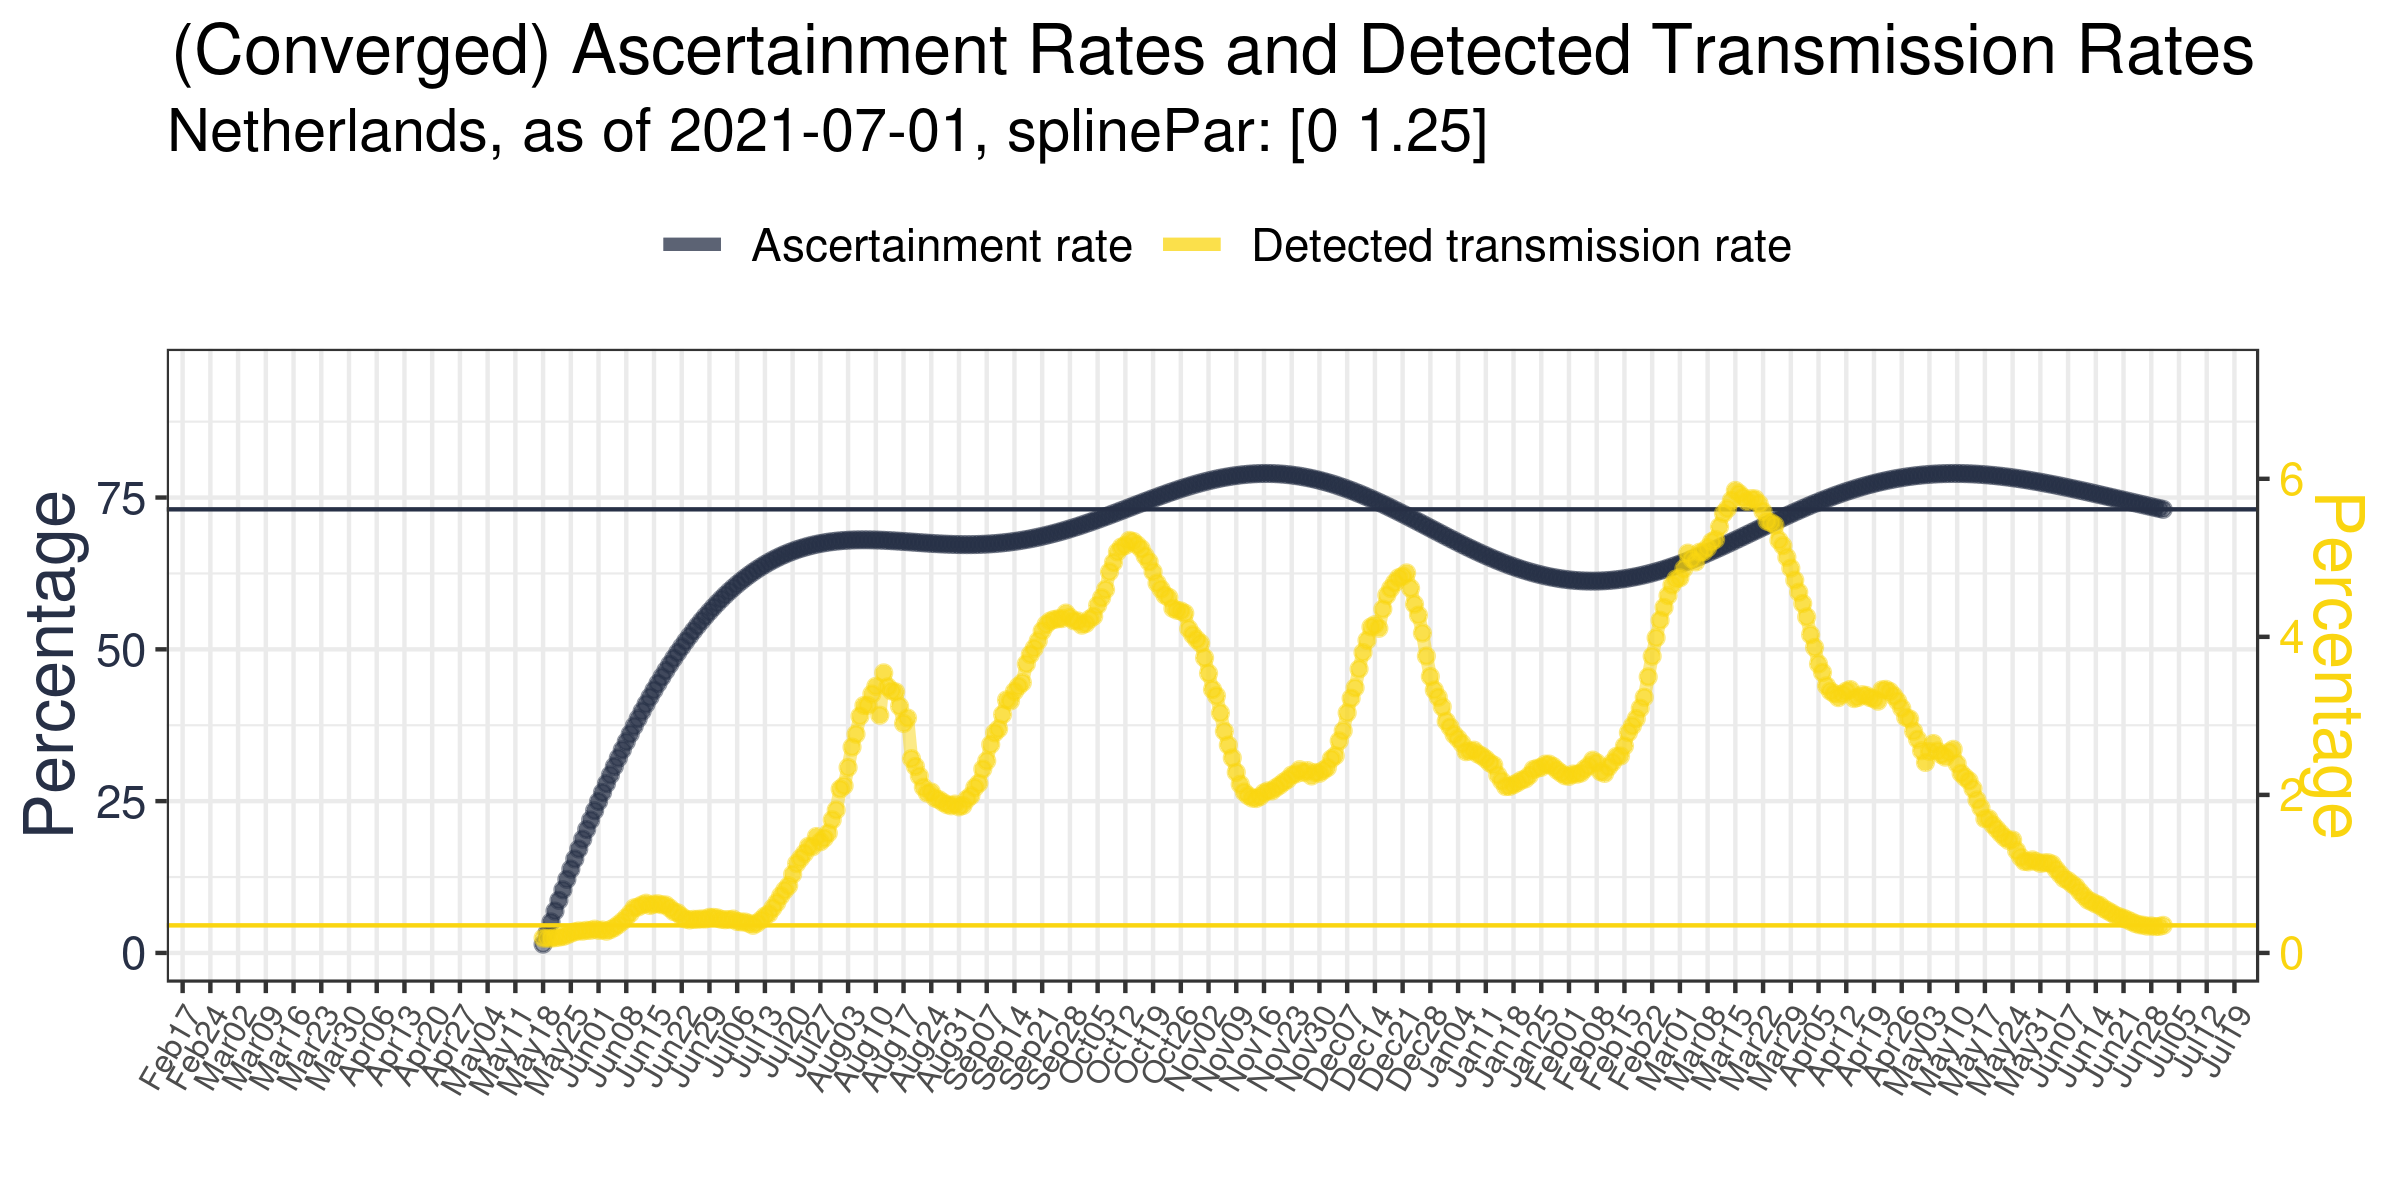 (Converged) Ascertainment Rates and Detected Transmission Rates
Netherlands, as of 2021-07-01, splinePar: [0 1.25]
Ascertainment rate
Detected transmission rate
Percentage
75
50
25
0
6
4
2
0
Percentage
Feb17
Feb24
Mar02
Mar09
Mar16
Mar23
Mar30
Apr06
Apr13
Apr20
Apr27
May04
May11
May18
May25
Jun01
Jun08
Jun15
Jun22
Jun29
Jul06
Jul13
Jul20
Jul27
Aug03
Aug10
Aug17
Aug24
Aug31
Sep07
Sep14
Sep21
Sep28
Oct05
Oct12
Oct19
Oct26
Nov02
Nov09
Nov16
Nov23
Nov30
Dec07
Dec14
Dec21
Dec28
Jan04
Jan11
Jan18
Jan25
Feb01
Feb08
Feb15
Feb22
Mar01
Mar08
Mar15
Mar22
Mar29
Apr05
Apr12
Apr19
Apr26
May03
May10
May17
May24
May31
Jun07
Jun14
Jun21
Jun28
Jul05
Jul12
Jul19